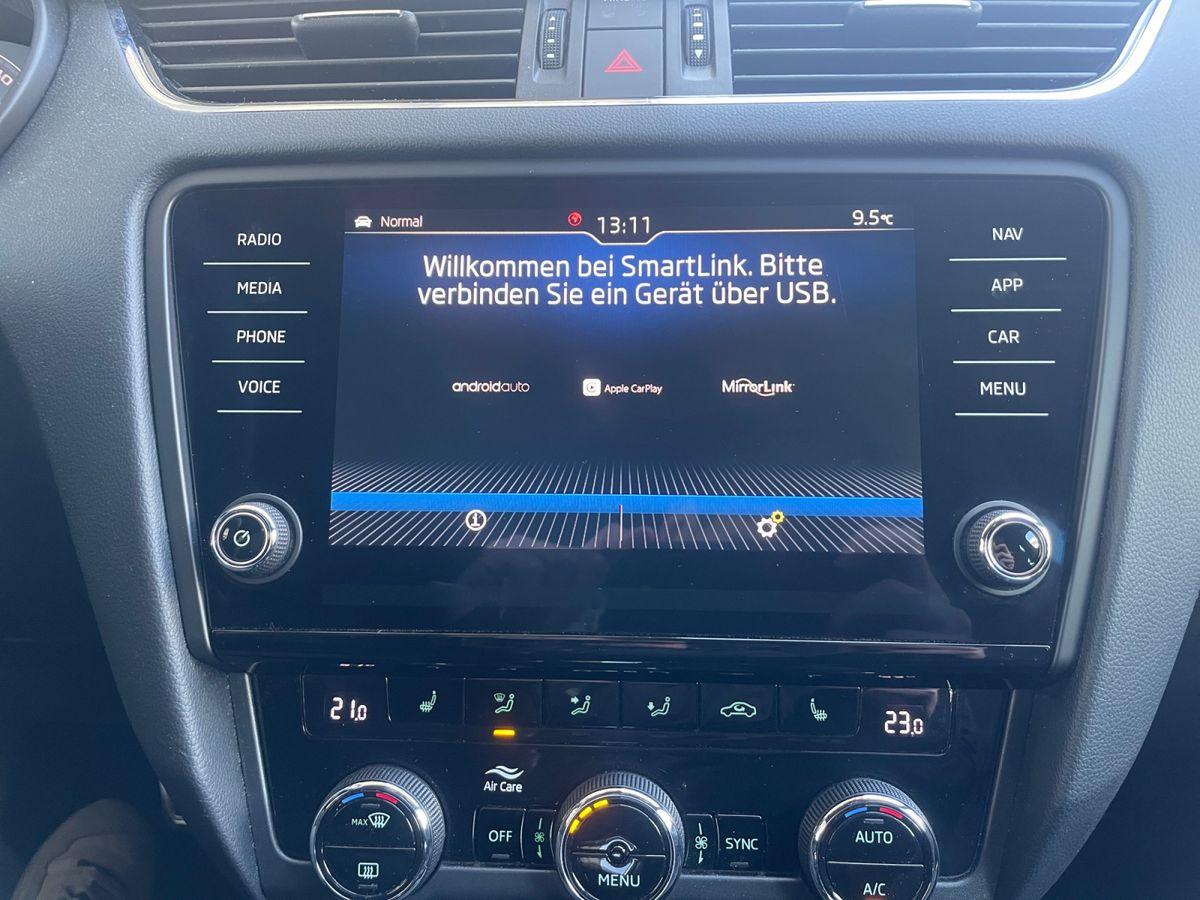 Normal
13:11
9.5°C
Willkommen bei SmartLink. Bitte
verbinden Sie ein Gerät über USB.
androidauto
Apple CarPlay
MirrorLink
RADIO
MEDIA
PHONE
VOICE
NAV
APP
CAR
MENU
21.0
23.0
Air Care
MAX
OFF
MENU
SYNC
AUTO
A/C